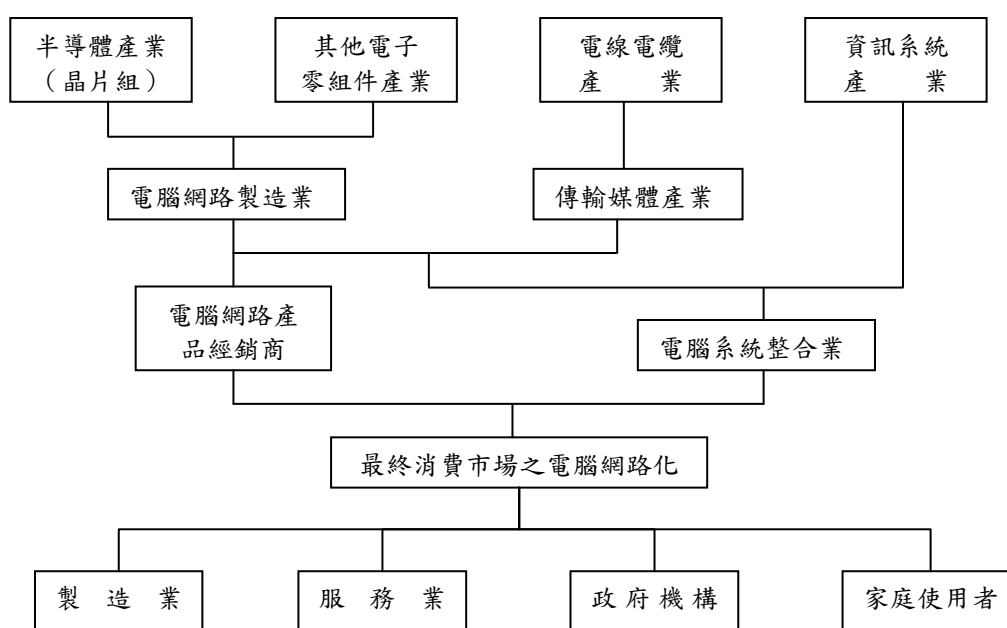 半導體產業
（晶片組）
其他電子
零組件產業
電線電纜
產 業
資訊系統
產 業
電腦網路製造業
傳輸媒體產業
電腦網路產
品經銷商
電腦系統整合業
最終消費市場之電腦網路化
製 造 業
服 務 業
政府機構
家庭使用者